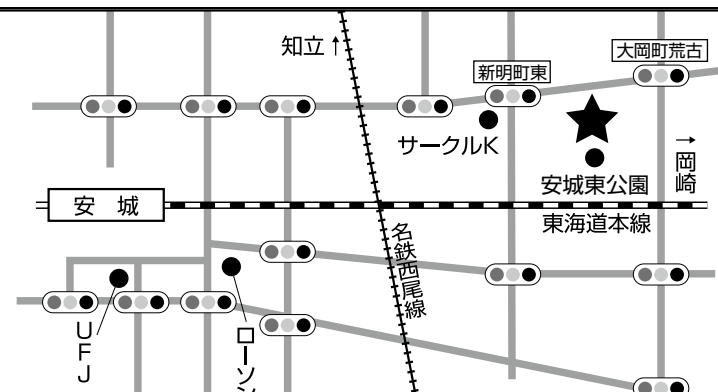 知立↑
大岡町荒古
新明町東
サークルK
→岡崎
安城東公園
安 城
東海道本線
名鉄西尾線
UFJ
ローソン